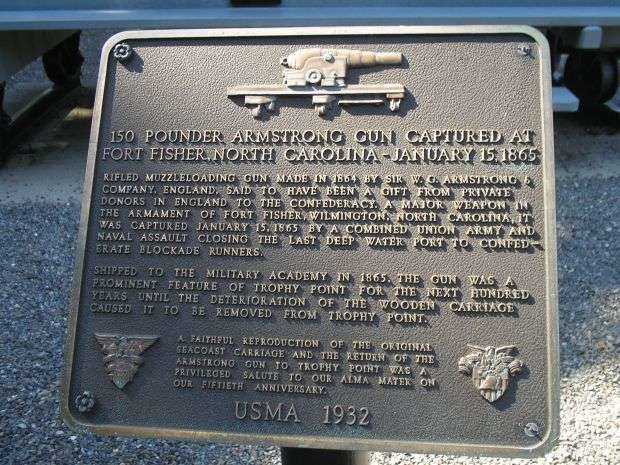 150 POUNDER ARMSTRONG GUN CAPTURED AT
FORT FISHER, NORTH CAROLINA - JANUARY 15, 1865
RIFLED MUZZLELOADING GUN MADE IN 1864 BY SIR W. G. ARMSTRONG &
COMPANY, ENGLAND. SAID TO HAVE BEEN A GIFT FROM PRIVATE
DONORS IN ENGLAND TO THE CONFEDERACY. A MAJOR WEAPON IN
THE ARMAMENT OF FORT FISHER, WILMINGTON, NORTH CAROLINA, IT
WAS CAPTURED JANUARY 15, 1865 BY A COMBINED UNION ARMY AND
NAVAL ASSAULT CLOSING THE LAST DEEP WATER PORT TO CONFED-
ERATE BLOCKADE RUNNERS.
SHIPPED TO THE MILITARY ACADEMY IN 1865. THE GUN WAS A
PROMINENT FEATURE OF TROPHY POINT FOR THE NEXT HUNDRED
YEARS UNTIL THE DETERIORATION OF THE WOODEN CARRIAGE
CAUSED IT TO BE REMOVED FROM TROPHY POINT.
A FAITHFUL REPRODUCTION OF THE ORIGINAL
SEACOAST CARRIAGE AND THE RETURN OF THE
ARMSTRONG GUN TO TROPHY POINT WAS A
PRIVILEGED SALUTE TO OUR ALMA MATER ON
OUR FIFTIETH ANNIVERSARY.
USMA 1932